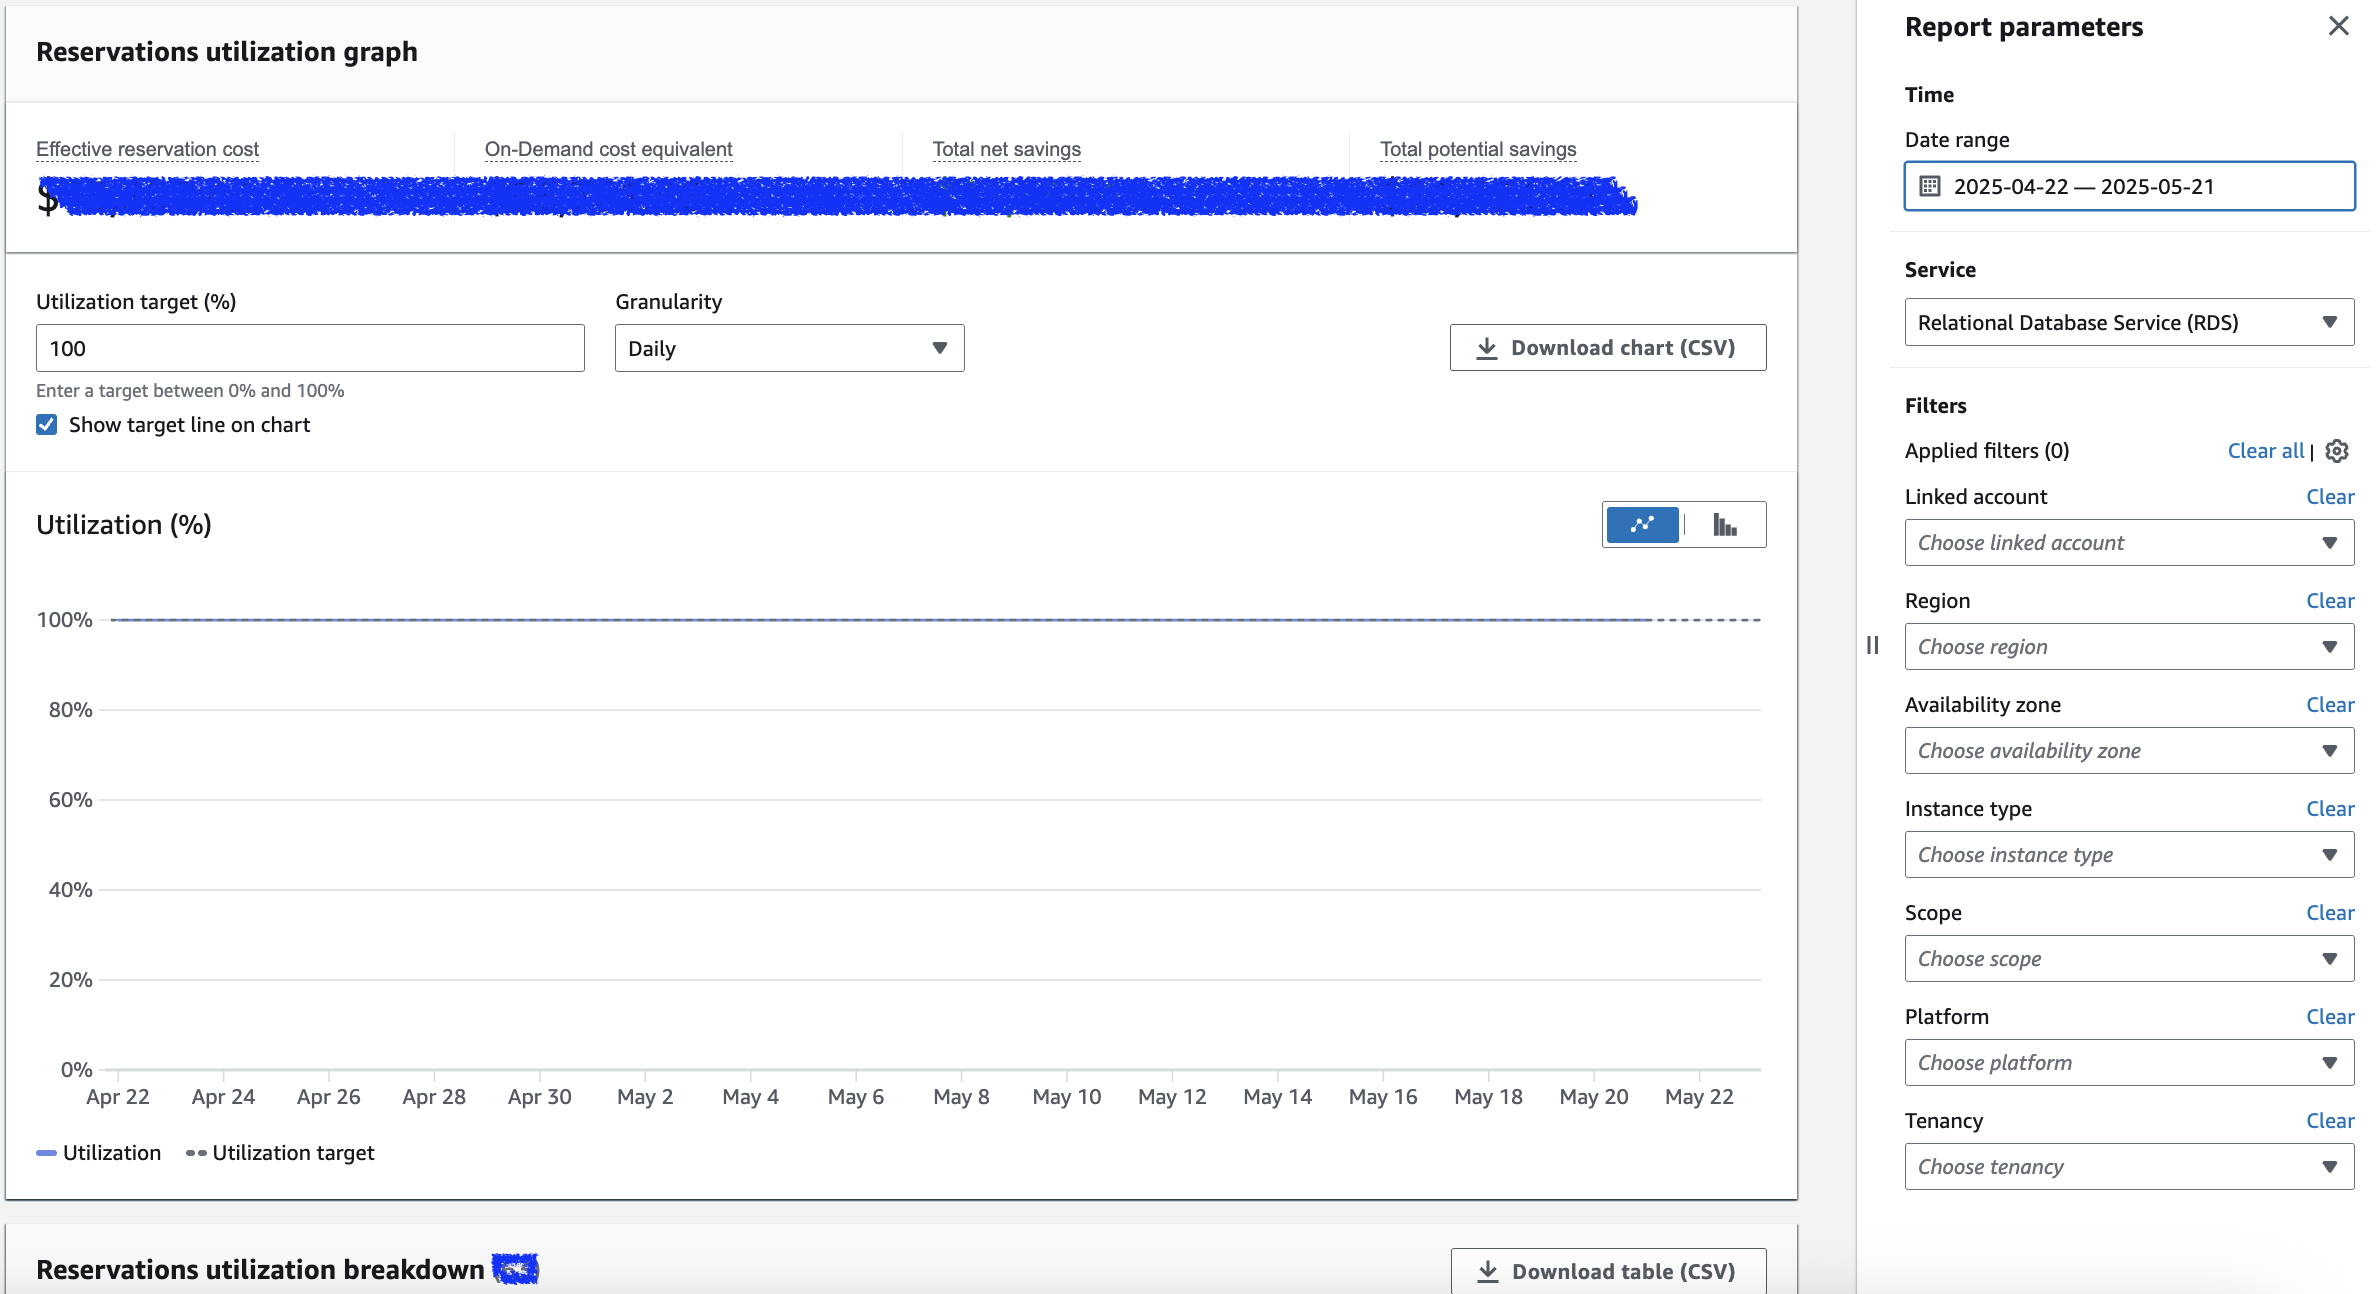 Reservations utilization graph
Effective reservation cost
On-Demand cost equivalent
Total net savings
Total potential savings
$
Utilization target (%)
100
Enter a target between 0% and 100%
Show target line on chart
Granularity
Daily
Download chart (CSV)
Utilization (%)
100%
80%
60%
40%
20%
0%
Apr 22
Apr 24
Apr 26
Apr 28
Apr 30
May 2
May 4
May 6
May 8
May 10
May 12
May 14
May 16
May 18
May 20
May 22
Utilization
Utilization target
Reservations utilization breakdown
Download table (CSV)
Report parameters
Time
Date range
2025-04-22 — 2025-05-21
Service
Relational Database Service (RDS)
Filters
Applied filters (0)
Clear all |
Linked account
Clear
Choose linked account
Region
Clear
Choose region
Availability zone
Clear
Choose availability zone
Instance type
Clear
Choose instance type
Scope
Clear
Choose scope
Platform
Clear
Choose platform
Tenancy
Clear
Choose tenancy